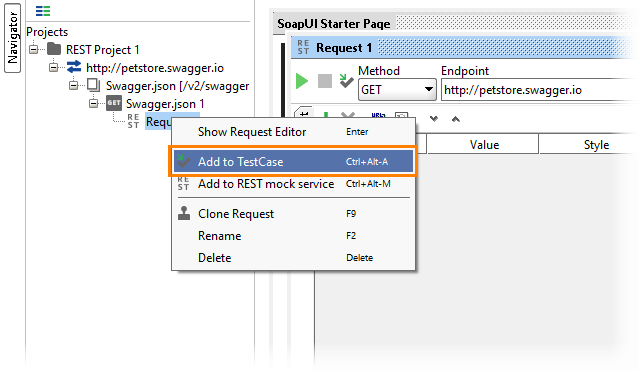 Navigator
Projects
REST Project 1
http://petstore.swagger.io
Swagger.json [/v2/swagger
GET Swagger.json 1
RE ST Requ
Show Request Editor Enter
Add to TestCase Ctrl+Alt-A
RE ST Add to REST mock service Ctrl+Alt-M
Clone Request F9
Rename F2
Delete Delete
SoapUI Starter Page
RE ST Request 1
Method Endpoint
GET http://petstore.swagger.io
Value Style